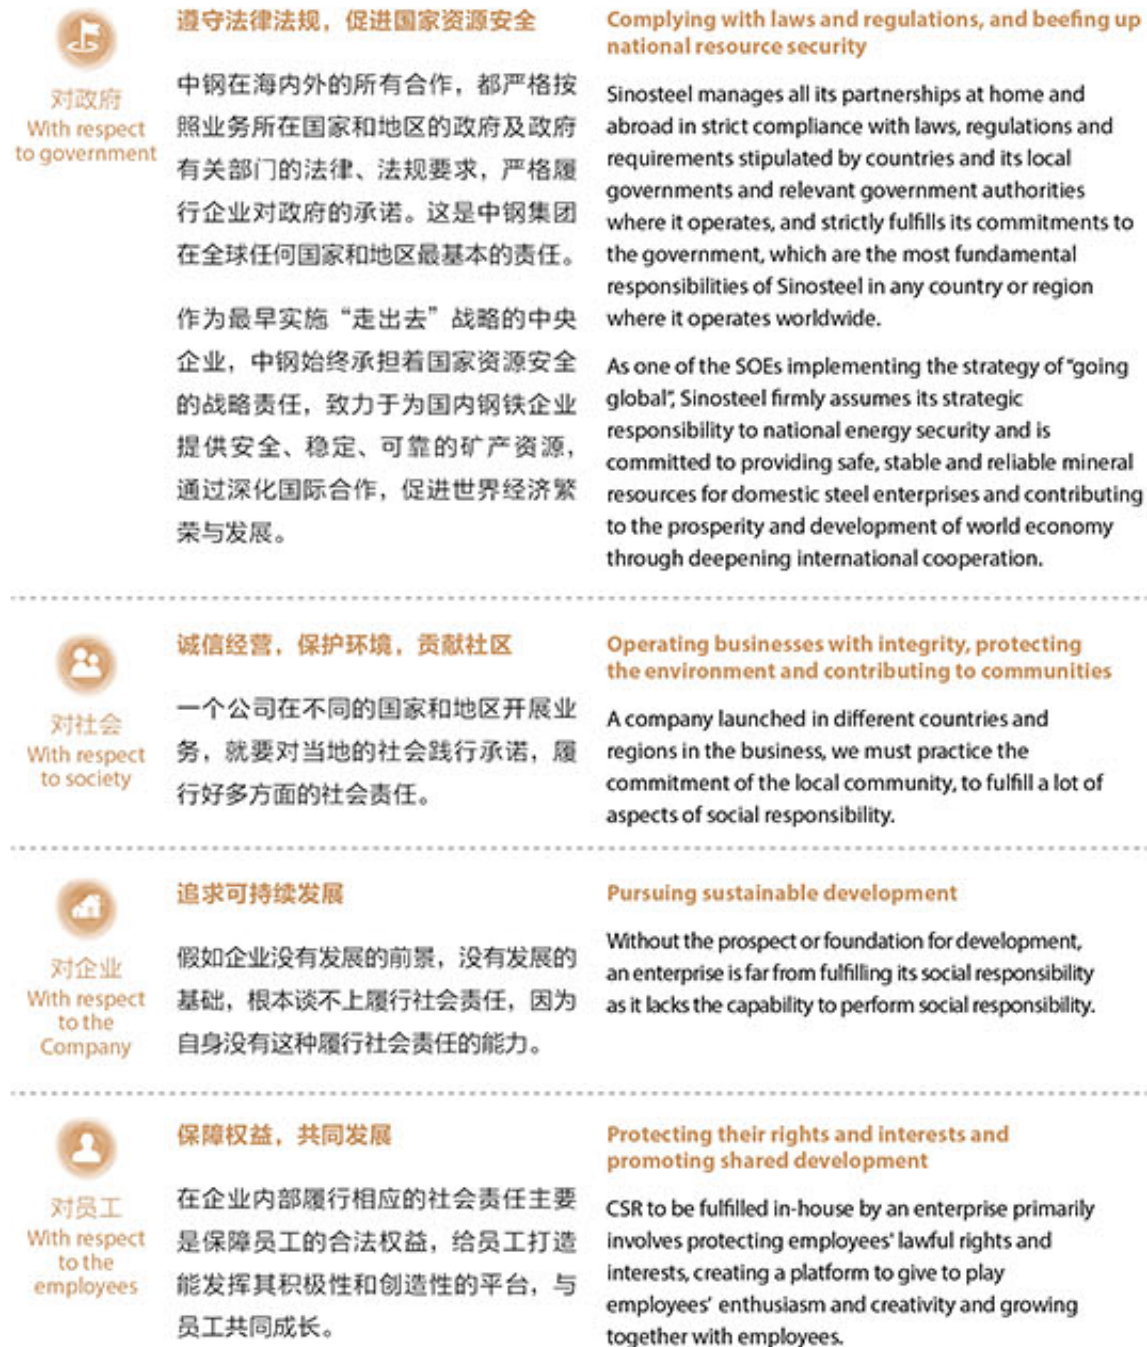 对政府
With respect
to government
遵守法律法规，促进国家资源安全
中钢在海内外的所有合作，都严格按
照业务所在国家和地区的政府及政府
有关部门的法律、法规要求，严格履
行企业对政府的承诺。这是中钢集团
在全球任何国家和地区最基本的责任。
作为最早实施“走出去”战略的中央
企业，中钢始终承担着国家资源安全
的战略责任，致力于为国内钢铁企业
提供安全、稳定、可靠的矿产资源，
通过深化国际合作，促进世界经济繁
荣与发展。
Complying with laws and regulations, and beefing up
national resource security
Sinosteel manages all its partnerships at home and
abroad in strict compliance with laws, regulations and
requirements stipulated by countries and its local
governments and relevant government authorities
where it operates, and strictly fulfills its commitments to
the government, which are the most fundamental
responsibilities of Sinosteel in any country or region
where it operates worldwide.
As one of the SOEs implementing the strategy of “going
global”, Sinosteel firmly assumes its strategic
responsibility to national energy security and is
committed to providing safe, stable and reliable mineral
resources for domestic steel enterprises and contributing
to the prosperity and development of world economy
through deepening international cooperation.
对社会
With respect
to society
诚信经营，保护环境，贡献社区
一个公司在不同的国家和地区开展业
务，就要对当地的社会践行承诺，履
行好多方面的社会责任。
Operating businesses with integrity, protecting
the environment and contributing to communities
A company launched in different countries and
regions in the business, we must practice the
commitment of the local community, to fulfill a lot of
aspects of social responsibility.
对企业
With respect
to the
Company
追求可持续发展
假如企业没有发展的前景，没有发展的
基础，根本谈不上履行社会责任，因为
自身没有这种履行社会责任的能力。
Pursuing sustainable development
Without the prospect or foundation for development,
an enterprise is far from fulfilling its social responsibility
as it lacks the capability to perform social responsibility.
对员工
With respect
to the
employees
保障权益，共同发展
在企业内部履行相应的社会责任主要
是保障员工的合法权益，给员工打造
能发挥其积极性和创造性的平台，与
员工共同成长。
Protecting their rights and interests and
promoting shared development
CSR to be fulfilled in-house by an enterprise primarily
involves protecting employees' lawful rights and
interests, creating a platform to give to play
employees’ enthusiasm and creativity and growing
together with employees.